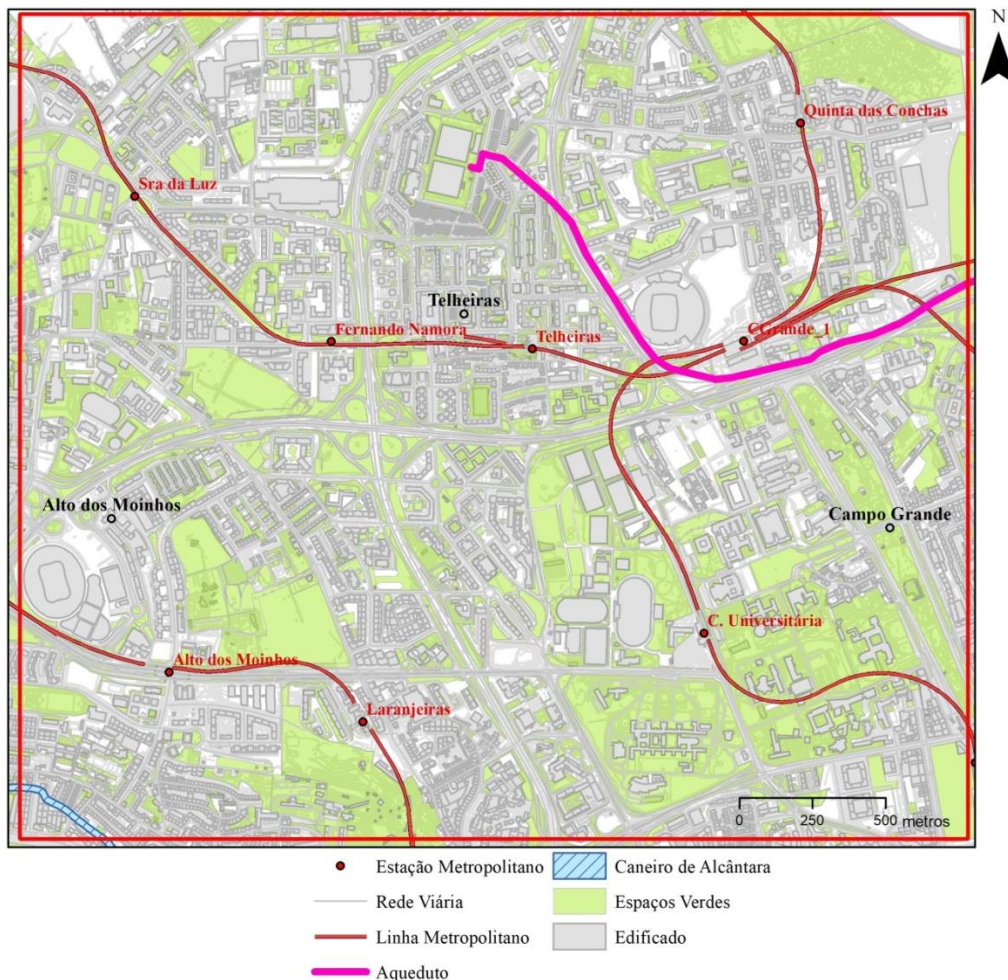 N
Quinta das Conchas
Sra da Luz
Telheiras
Fernando Namora
Telheiras
CGrande_1
Alto dos Moinhos
Campo Grande
C. Universitária
Alto dos Moinhos
Laranjeiras
0 250 500 metros
Estação Metropolitano
Caneiro de Alcântara
Rede Viária
Espaços Verdes
Linha Metropolitano
Edificado
Aqueduto